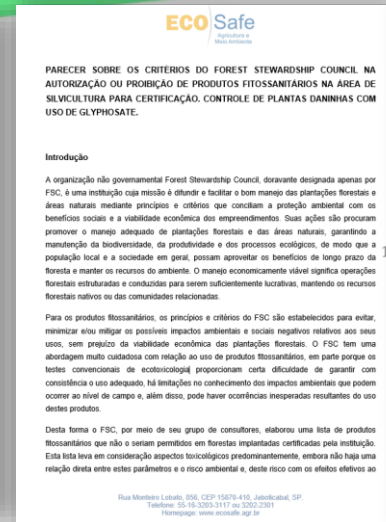 ECO Safe
Agricultura e
Meio Ambiente
PARECER SOBRE OS CRITÉRIOS DO FOREST STEWARDSHIP COUNCIL NA
AUTORIZAÇÃO OU PROIBIÇÃO DE PRODUTOS FITOSSANITÁRIOS NA ÁREA DE
SILVICULTURA PARA CERTIFICAÇÃO. CONTROLE DE PLANTAS DANINHAS COM
USO DE GLYPHOSATE.
Introdução
A organização não governamental Forest Stewardship Council, doravante designada apenas por
FSC, é uma instituição cuja missão é difundir e facilitar o bom manejo das plantações florestais e
áreas naturais mediante princípios e critérios que conciliam a proteção ambiental com os
benefícios sociais e a viabilidade econômica dos empreendimentos. Suas ações são procuram
promover o manejo adequado de plantações florestais e das áreas naturais, garantindo a
manutenção da biodiversidade, da produtividade e dos processos ecológicos, de modo que a
população local e a sociedade em geral, possam aproveitar os benefícios de longo prazo da
floresta e manter os recursos do ambiente. O manejo economicamente viável significa operações
florestais estruturadas e conduzidas para serem suficientemente lucrativas, mantendo os recursos
florestais nativos ou das comunidades relacionadas.
Para os produtos fitossanitários, os princípios e critérios do FSC são estabelecidos para evitar,
minimizar e/ou mitigar os possíveis impactos ambientais e sociais negativos relativos aos seus
usos, sem prejuízo da viabilidade econômica das plantações florestais. O FSC tem uma
abordagem muito cuidadosa com relação ao uso de produtos fitossanitários, em parte porque os
testes convencionais de ecotoxicologia proporcionam certa dificuldade de garantir com
consistência o uso adequado, há limitações no conhecimento dos impactos ambientais que podem
ocorrer ao nível de campo e, além disso, pode haver ocorrências inesperadas resultantes do uso
destes produtos.
Desta forma o FSC, por meio de seu grupo de consultores, elaborou uma lista de produtos
fitossanitários que não o seriam permitidos em florestas implantadas certificadas pela instituição.
Esta lista leva em consideração aspectos toxicológicos predominantemente, embora não haja uma
relação direta entre estes parâmetros e o risco ambiental e, deste risco com os efeitos efetivos ao
Rua Monteiro Lobato, 856, CEP 15870-410, Jaboticabal, SP.
Telefone: 55-16-3203-3117 ou 3202-2301
Homepage: www.ecosafe.agr.br
1